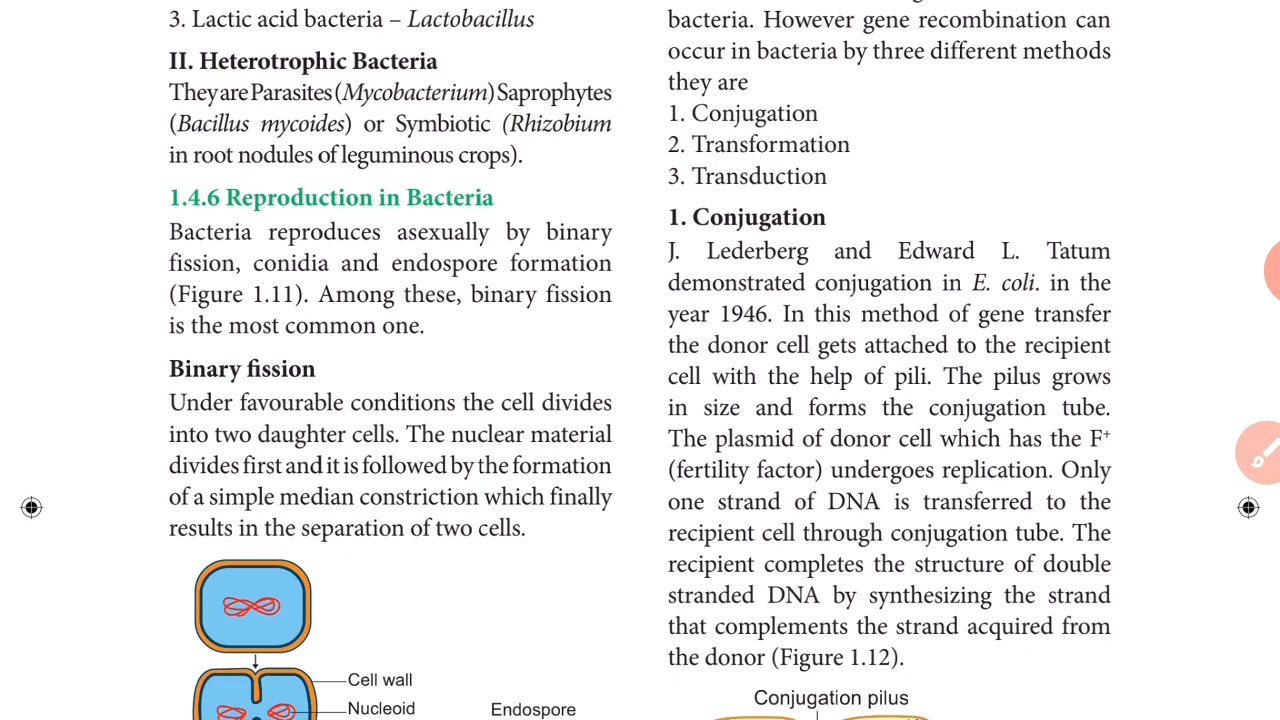 3. Lactic acid bacteria – Lactobacillus
II. Heterotrophic Bacteria
They are Parasites (Mycobacterium) Saprophytes
(Bacillus mycoides) or Symbiotic (Rhizobium
in root nodules of leguminous crops).
1.4.6 Reproduction in Bacteria
Bacteria reproduces asexually by binary
fission, conidia and endospore formation
(Figure 1.11). Among these, binary fission
is the most common one.
Binary fission
Under favourable conditions the cell divides
into two daughter cells. The nuclear material
divides first and it is followed by the formation
of a simple median constriction which finally
results in the separation of two cells.
Cell wall
Nucleoid
Endospore
bacteria. However gene recombination can
occur in bacteria by three different methods
they are
1. Conjugation
2. Transformation
3. Transduction
1. Conjugation
J. Lederberg and Edward L. Tatum
demonstrated conjugation in E. coli. in the
year 1946. In this method of gene transfer
the donor cell gets attached to the recipient
cell with the help of pili. The pilus grows
in size and forms the conjugation tube.
The plasmid of donor cell which has the F⁺
(fertility factor) undergoes replication. Only
one strand of DNA is transferred to the
recipient cell through conjugation tube. The
recipient completes the structure of double
stranded DNA by synthesizing the strand
that complements the strand acquired from
the donor (Figure 1.12).
Conjugation pilus